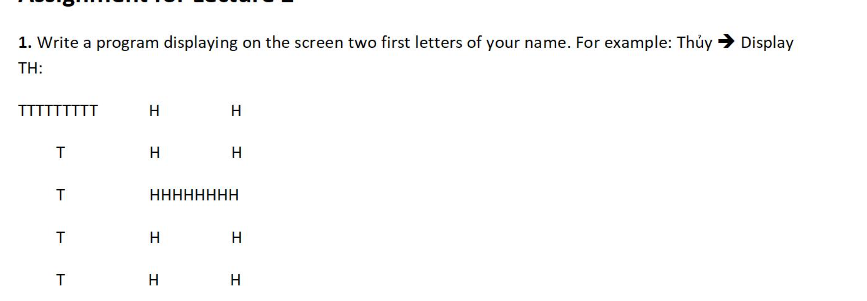 1. Write a program displaying on the screen two first letters of your name. For example: Thủy ➔ Display
TH:
TTTTTTTTT H H
T H H
T HHHHHHHH
T H H
T H H